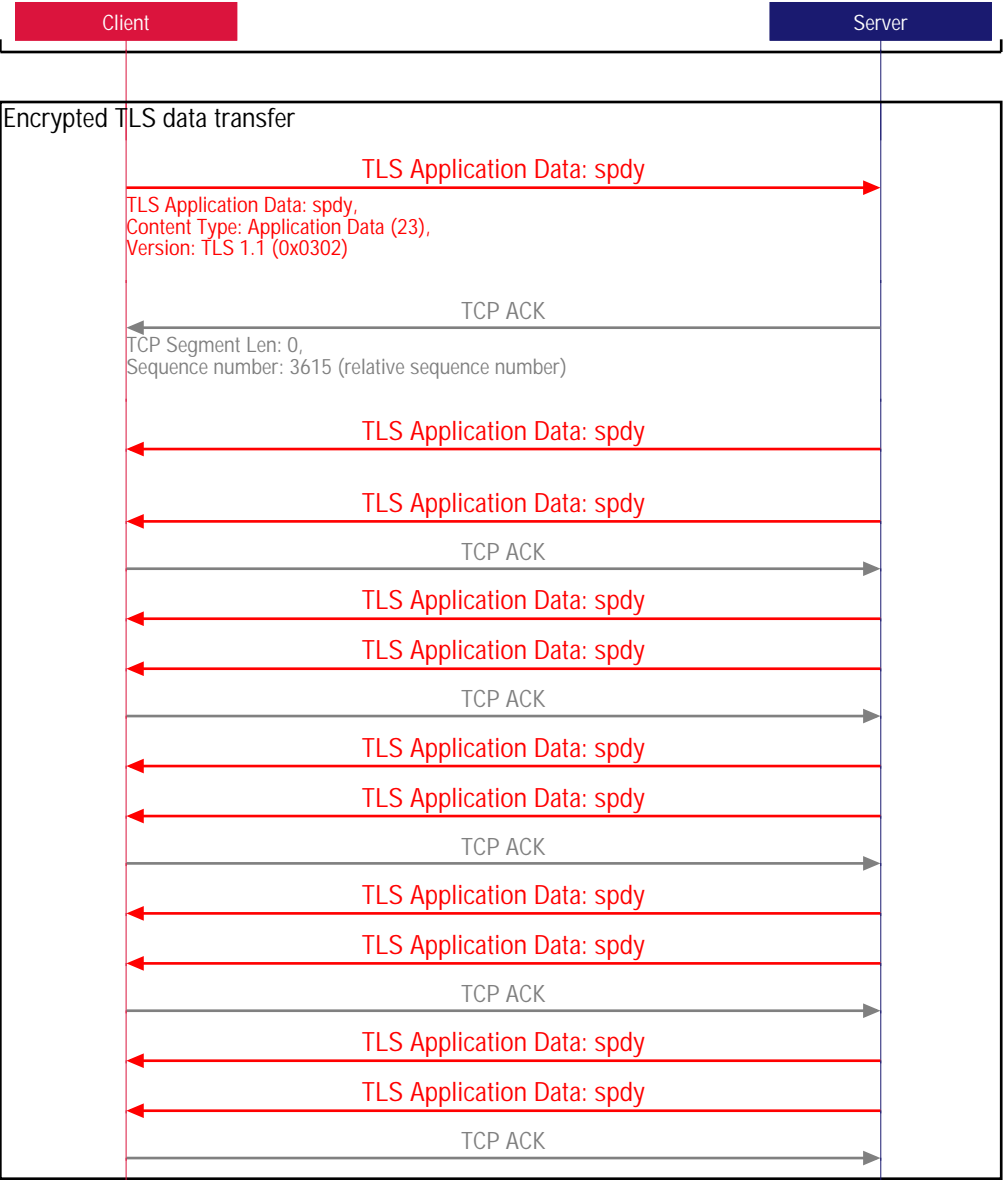 Client
Server
Encrypted TLS data transfer
TLS Application Data: spdy
TLS Application Data: spdy,
Content Type: Application Data (23),
Version: TLS 1.1 (0x0302)
TCP ACK
TCP Segment Len: 0,
Sequence number: 3615 (relative sequence number)
TLS Application Data: spdy
TLS Application Data: spdy
TCP ACK
TLS Application Data: spdy
TLS Application Data: spdy
TCP ACK
TLS Application Data: spdy
TLS Application Data: spdy
TCP ACK
TLS Application Data: spdy
TLS Application Data: spdy
TCP ACK
TLS Application Data: spdy
TLS Application Data: spdy
TCP ACK